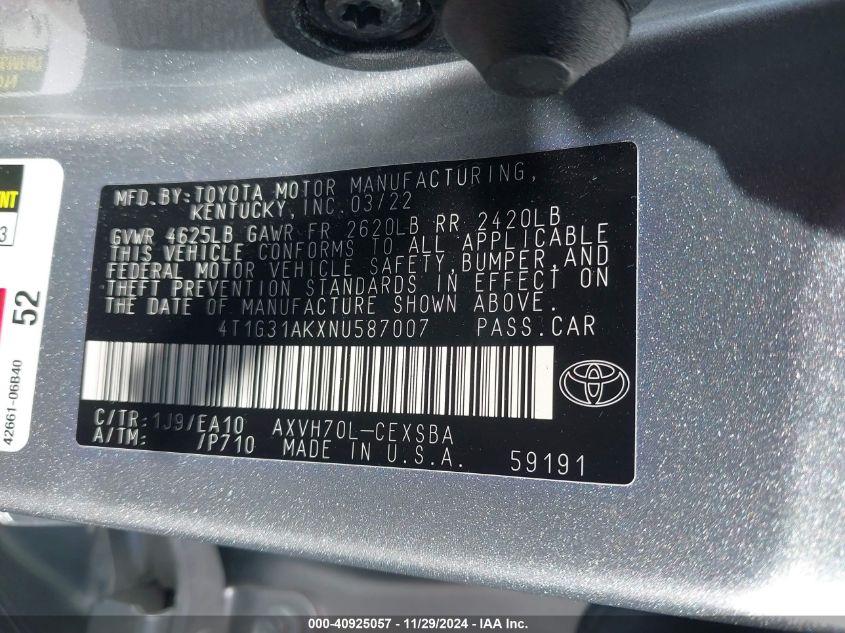 MFD.BY:TOYOTA MOTOR MANUFACTURING,
KENTUCKY,INC.03/22
GVWR 4625LB GAWR FR 2620LB RR 2420LB
THIS VEHICLE CONFORMS TO ALL APPLICABLE
FEDERAL MOTOR VEHICLE SAFETY,BUMPER,AND
THEFT PREVENTION STANDARDS IN EFFECT ON
THE DATE OF MANUFACTURE SHOWN ABOVE.
4T1G31AKXNU587007 PASS.CAR
C/TR:1J9/EA10 AXVH70L-CEXSBA
A/TM: /P710 MADE IN U.S.A. 59191
3
52
42661-06B40
000-40925057 - 11/29/2024 - IAA Inc.